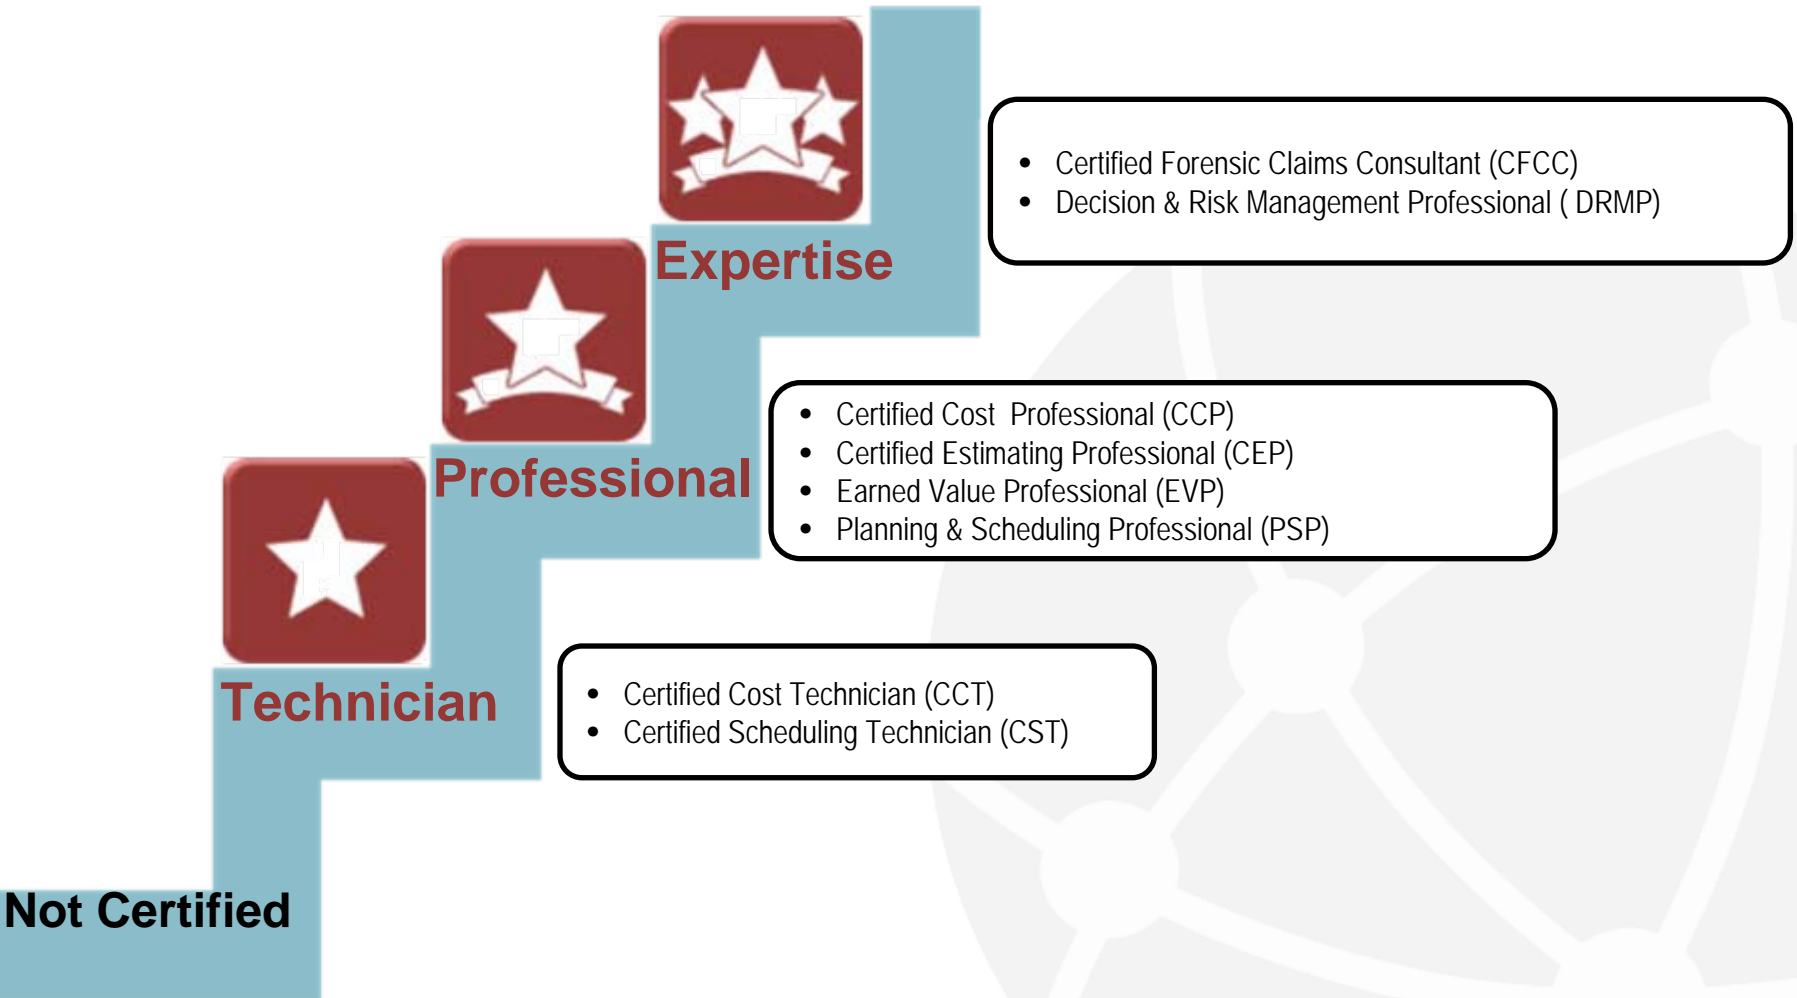 • Certified Forensic Claims Consultant (CFCC)
• Decision & Risk Management Professional ( DRMP)
Expertise
• Certified Cost  Professional (CCP)
• Certified Estimating Professional (CEP)
• Earned Value Professional (EVP)
• Planning & Scheduling Professional (PSP)
Professional
• Certified Cost Technician (CCT)
• Certified Scheduling Technician (CST)
Technician
Not Certified